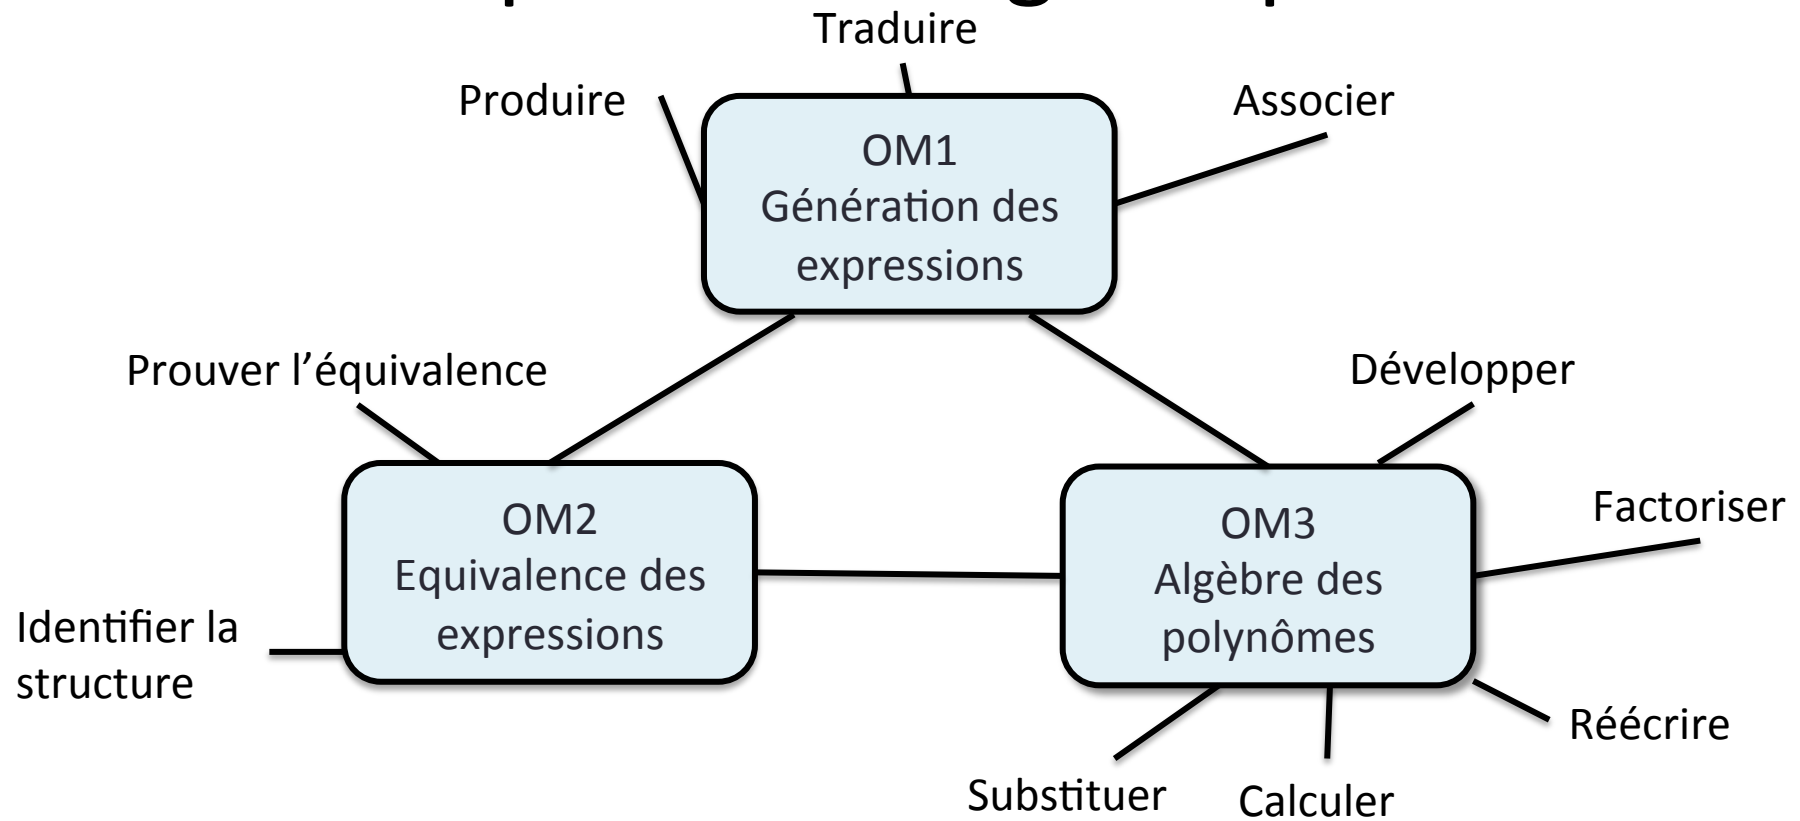 Traduire
Produire
Associer
OM1
Génération des
expressions
Prouver l’équivalence
Développer
OM2
Equivalence des
expressions
OM3
Algèbre des
polynômes
Factoriser
Identifier la
structure
Réécrire
Substituer
Calculer